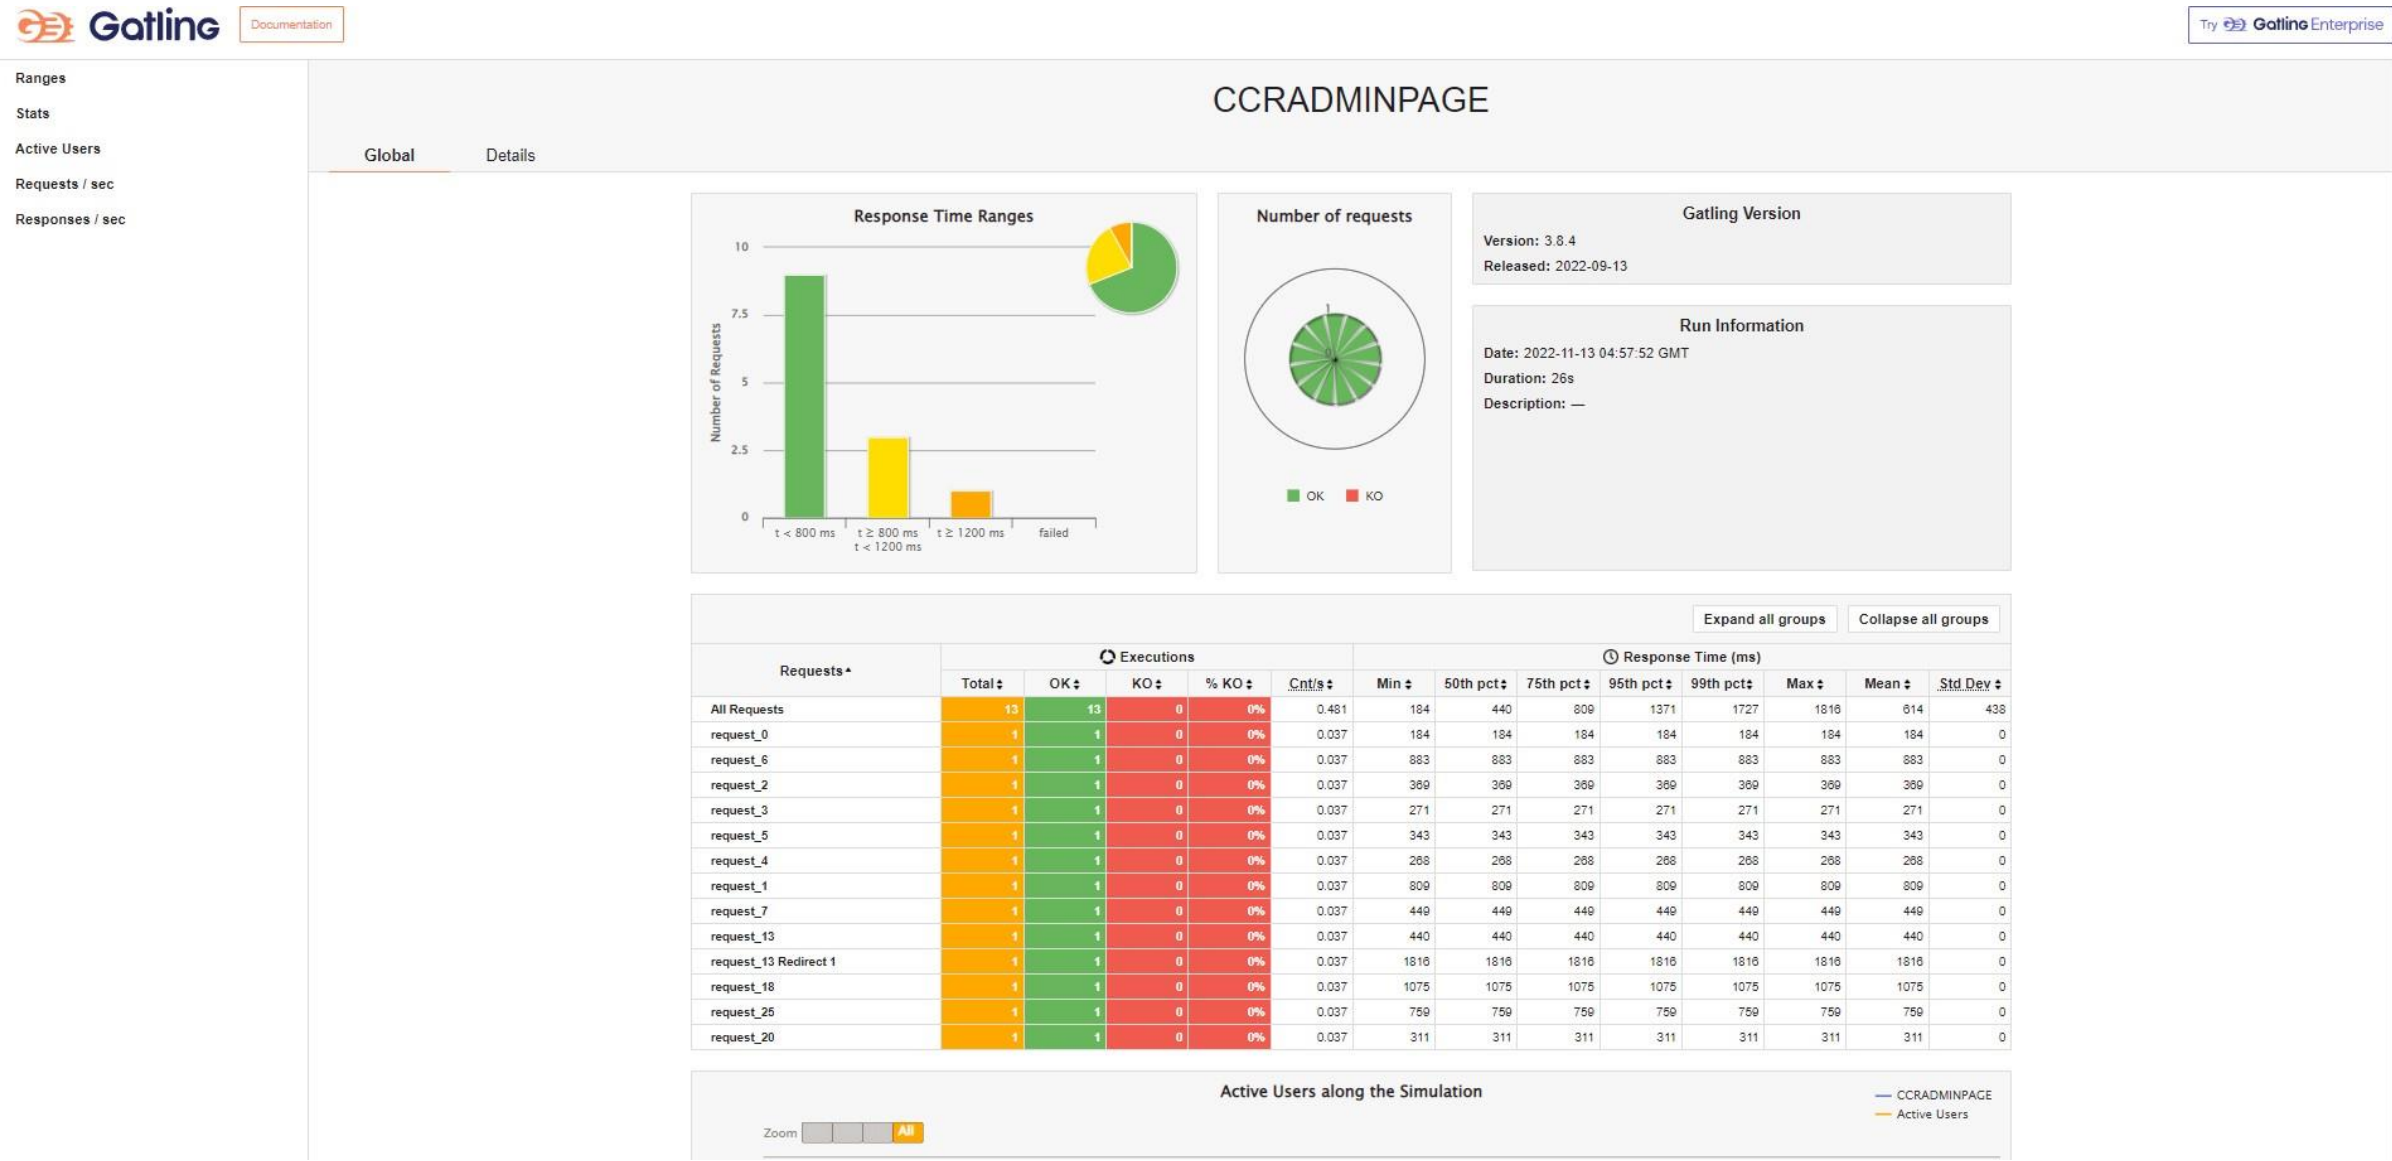 Gatling Documentation Try Gatling Enterprise
Ranges
Stats
Active Users
Requests / sec
Responses / sec
CCRADMINPAGE
Global Details
Response Time Ranges
Number of Requests
10
7.5
5
2.5
0
t < 800 ms t ≥ 800 ms t ≥ 1200 ms failed
t < 1200 ms
Number of requests
1
0
OK KO
Gatling Version
Version: 3.8.4
Released: 2022-09-13
Run Information
Date: 2022-11-13 04:57:52 GMT
Duration: 26s
Description: —
Expand all groups Collapse all groups
Requests Executions Response Time (ms)
Total OK KO % KO Cnt/s Min 50th pct 75th pct 95th pct 99th pct Max Mean Std Dev
All Requests 13 13 0 0% 0.481 184 440 809 1371 1727 1816 614 438
request_0 1 1 0 0% 0.037 184 184 184 184 184 184 184 0
request_6 1 1 0 0% 0.037 883 883 883 883 883 883 883 0
request_2 1 1 0 0% 0.037 369 369 369 369 369 369 369 0
request_3 1 1 0 0% 0.037 271 271 271 271 271 271 271 0
request_5 1 1 0 0% 0.037 343 343 343 343 343 343 343 0
request_4 1 1 0 0% 0.037 268 268 268 268 268 268 268 0
request_1 1 1 0 0% 0.037 809 809 809 809 809 809 809 0
request_7 1 1 0 0% 0.037 449 449 449 449 449 449 449 0
request_13 1 1 0 0% 0.037 440 440 440 440 440 440 440 0
request_13 Redirect 1 1 1 0 0% 0.037 1816 1816 1816 1816 1816 1816 1816 0
request_18 1 1 0 0% 0.037 1075 1075 1075 1075 1075 1075 1075 0
request_25 1 1 0 0% 0.037 759 759 759 759 759 759 759 0
request_20 1 1 0 0% 0.037 311 311 311 311 311 311 311 0
Active Users along the Simulation
CCRADMINPAGE
Active Users
Zoom All